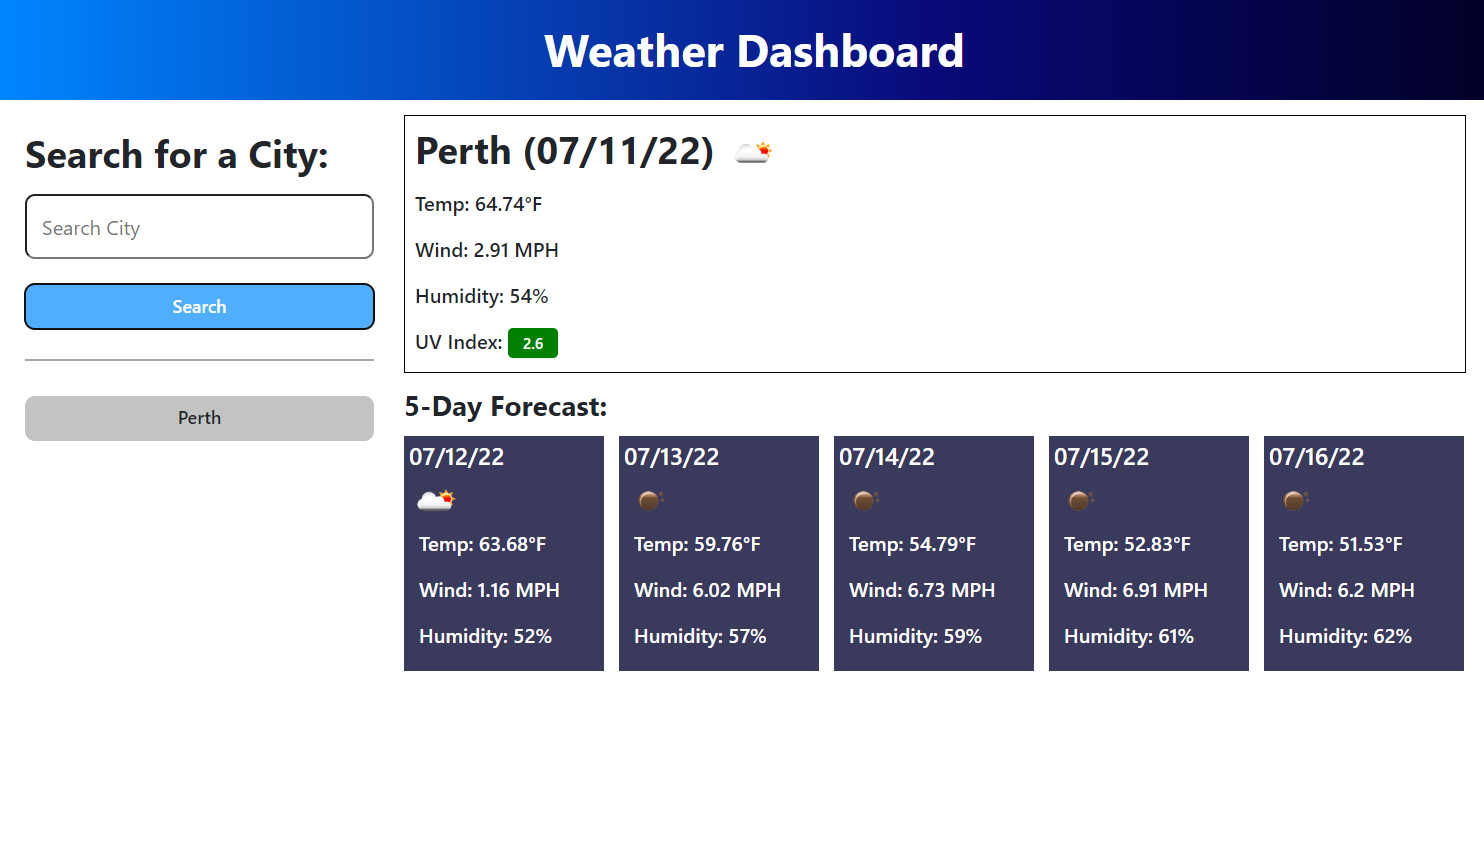 Weather Dashboard
Search for a City:
Search City
Search
Perth
Perth (07/11/22)
Temp: 64.74°F
Wind: 2.91 MPH
Humidity: 54%
UV Index: 2.6
5-Day Forecast:
07/12/22
Temp: 63.68°F
Wind: 1.16 MPH
Humidity: 52%
07/13/22
Temp: 59.76°F
Wind: 6.02 MPH
Humidity: 57%
07/14/22
Temp: 54.79°F
Wind: 6.73 MPH
Humidity: 59%
07/15/22
Temp: 52.83°F
Wind: 6.91 MPH
Humidity: 61%
07/16/22
Temp: 51.53°F
Wind: 6.2 MPH
Humidity: 62%